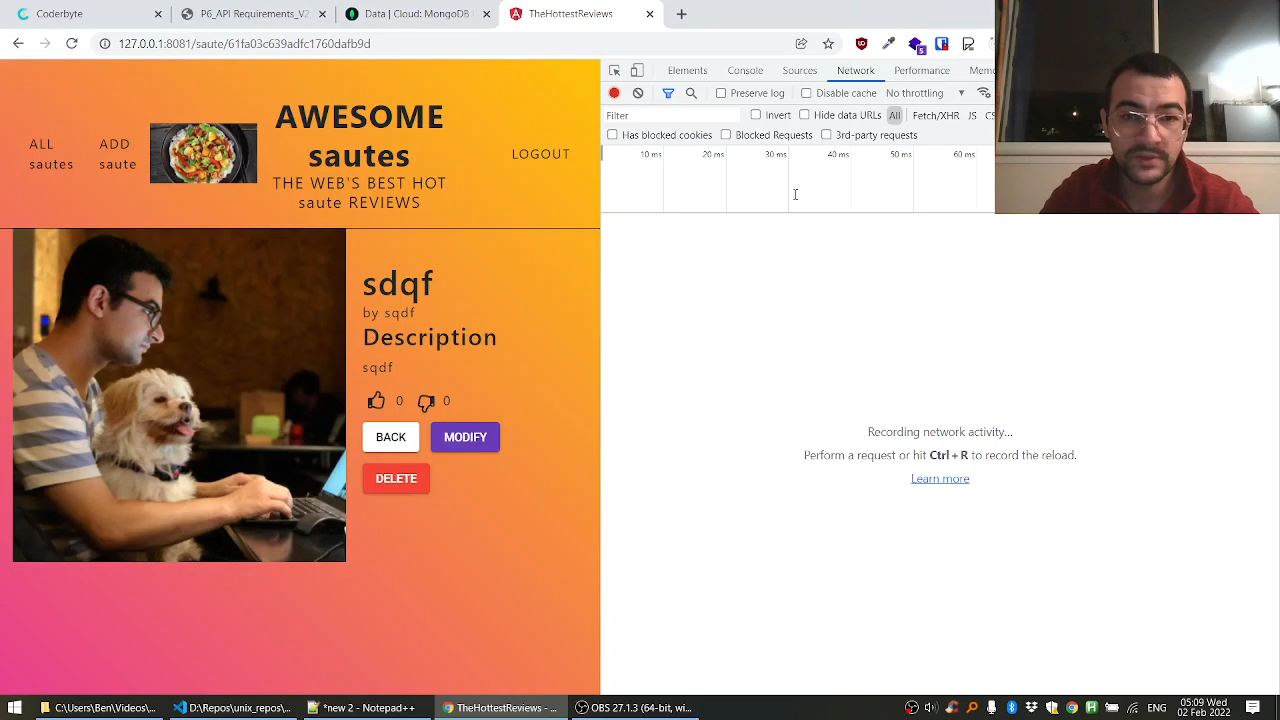 Coderbyte
P6_API Requirements_V2
Data | Cloud: MongoDB
TheHottestReviews
127.0.0.1:8081/saute/61fa03c639adfc1760dafb9d
5
Elements
Console
Sources
Network
Performance
Mem
Preserve log
Disable cache
No throttling
Filter
Invert
Hide data URLs
All
Fetch/XHR
JS
CS
Has blocked cookies
Blocked Requests
3rd-party requests
10 ms
20 ms
30 ms
40 ms
50 ms
60 ms
ALL
sautes
ADD
saute
AWESOME
sautes
THE WEB'S BEST HOT
saute REVIEWS
LOGOUT
sdqf
by sqdf
Description
sqdf
0
0
BACK
MODIFY
DELETE
Recording network activity...
Perform a request or hit Ctrl + R to record the reload.
Learn more
C:\Users\Ben\Videos\...
D:\Repos\unix_repos\...
*new 2 - Notepad++
TheHottestReviews - ...
OBS 27.1.3 (64-bit, wi...
05:09 Wed
02 Feb 2022